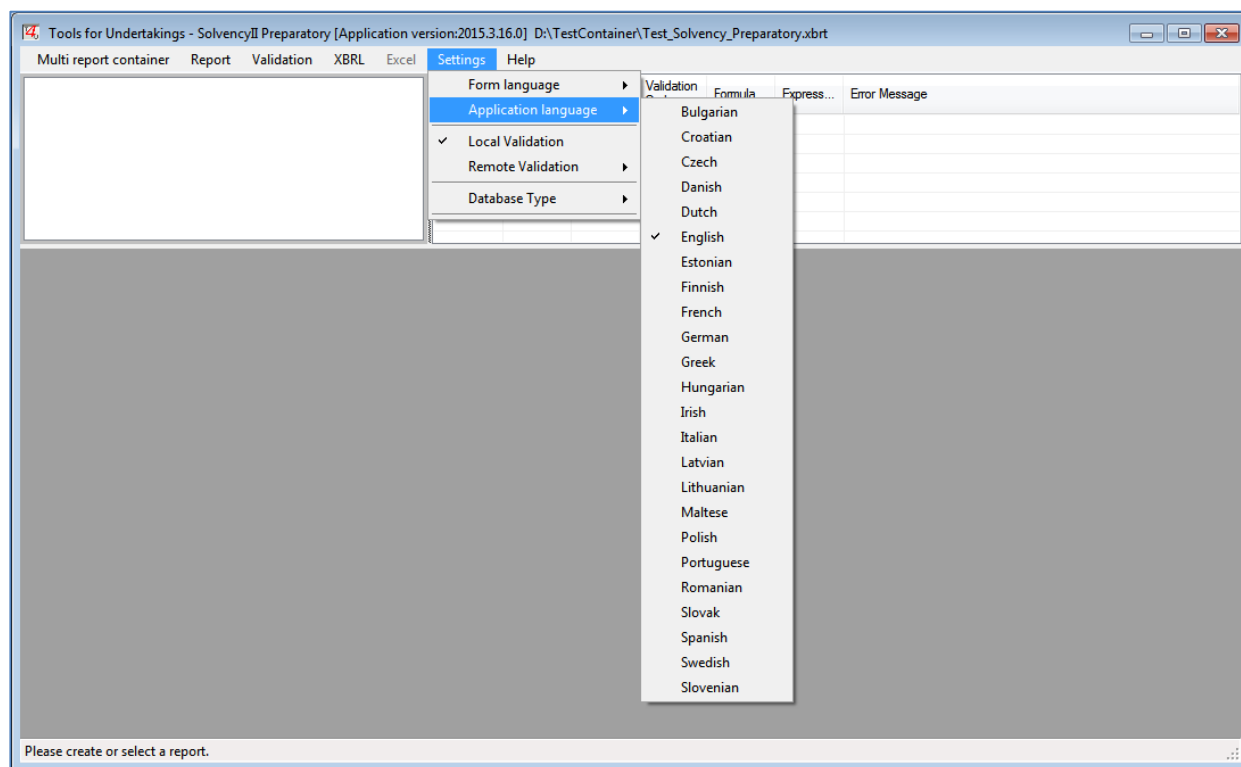 Tools for Undertakings - SolvencyII Preparatory [Application version:2015.3.16.0] D:\TestContainer\Test_Solvency_Preparatory.xbrt
Multi report container Report Validation XBRL Excel Settings Help
Form language
Application language
Local Validation
Remote Validation
Database Type
Validation
Formula Express... Error Message
Bulgarian
Croatian
Czech
Danish
Dutch
English
Estonian
Finnish
French
German
Greek
Hungarian
Irish
Italian
Latvian
Lithuanian
Maltese
Polish
Portuguese
Romanian
Slovak
Spanish
Swedish
Slovenian
Please create or select a report.